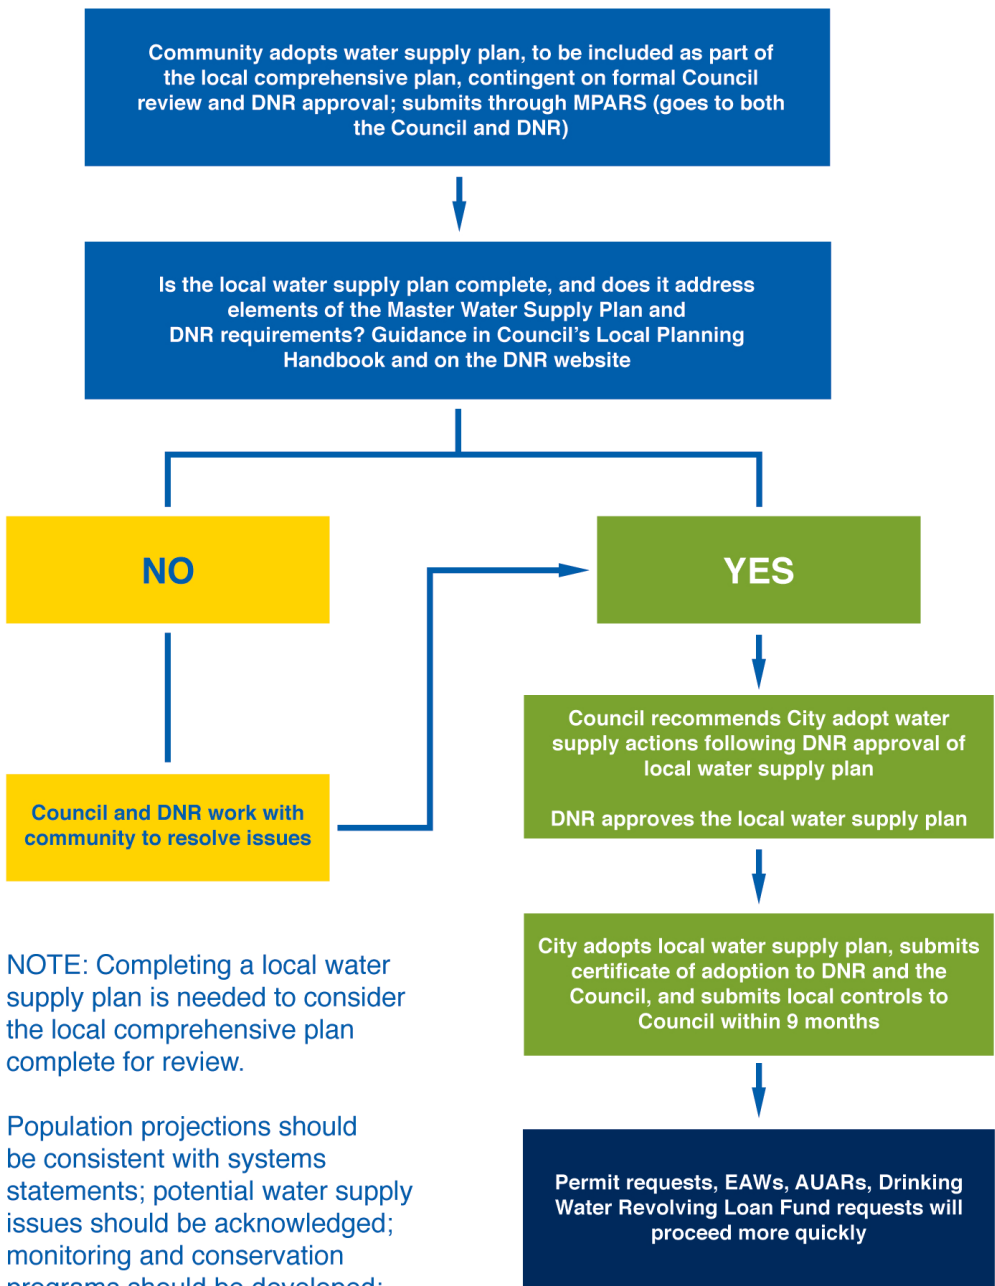 Community adopts water supply plan, to be included as part of
the local comprehensive plan, contingent on formal Council
review and DNR approval; submits through MPARS (goes to both
the Council and DNR)
Is the local water supply plan complete, and does it address
elements of the Master Water Supply Plan and
DNR requirements? Guidance in Council’s Local Planning
Handbook and on the DNR website
NO
YES
Council and DNR work with
community to resolve issues
Council recommends City adopt water
supply actions following DNR approval of
local water supply plan
DNR approves the local water supply plan
City adopts local water supply plan, submits
certificate of adoption to DNR and the
Council, and submits local controls to
Council within 9 months
Permit requests, EAWs, AUARs, Drinking
Water Revolving Loan Fund requests will
proceed more quickly
NOTE: Completing a local water
supply plan is needed to consider
the local comprehensive plan
complete for review.
Population projections should
be consistent with systems
statements; potential water supply
issues should be acknowledged;
monitoring and conservation
programs should be developed;